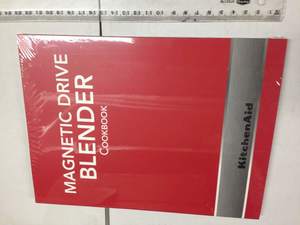 MAGNETIC DRIVE
BLENDER
COOKBOOK
KitchenAid